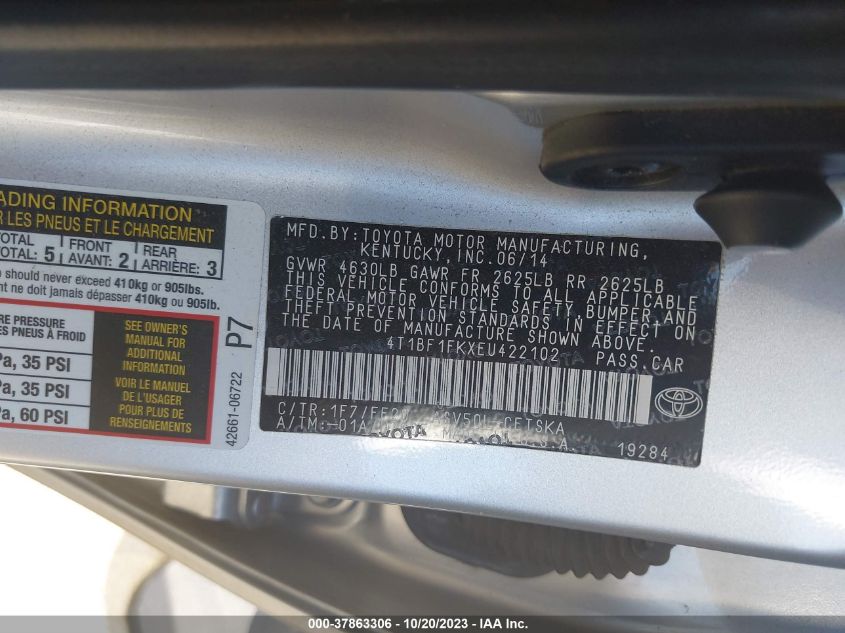 ADING INFORMATION
R LES PNEUS ET LE CHARGEMENT
TOTAL FRONT REAR
TOTAL: 5 AVANT: 2 ARRIÈRE: 3
should never exceed 410kg or 905lbs.
ne doit jamais dépasser 410kg ou 905lb.
PRESSURE
PNEUS À FROID
Pa, 35 PSI
Pa, 35 PSI
Pa, 60 PSI
SEE OWNER'S
MANUAL FOR
ADDITIONAL
INFORMATION
VOIR LE MANUEL
DE L'USAGER
POUR PLUS DE
RENSEIGNEMENTS
42661-06722 P7
MFD.BY:TOYOTA MOTOR MANUFACTURING,
KENTUCKY,INC.06/14
GVWR 4630LB GAWR FR 2625LB RR 2625LB
THIS VEHICLE CONFORMS TO ALL APPLICABLE
FEDERAL MOTOR VEHICLE SAFETY,BUMPER,AND
THEFT PREVENTION STANDARDS IN EFFECT ON
THE DATE OF MANUFACTURE SHOWN ABOVE.
4T1BF1FKXEU422102 PASS.CAR
TOYOTA
C/TR:1F7/
A/TM:-01A/
U.S.A. 19284
000-37863306 - 10/20/2023 -